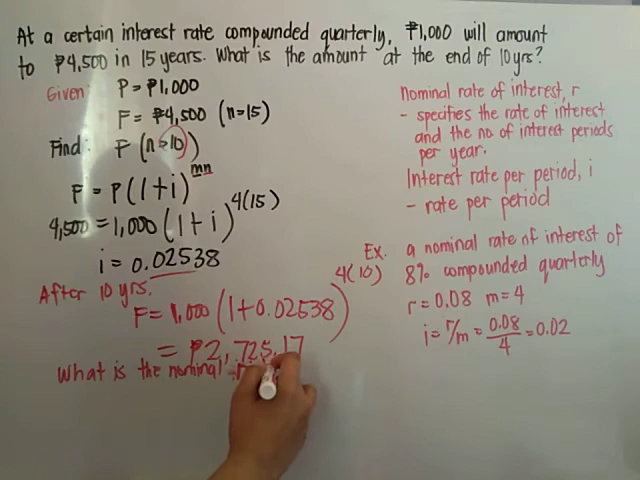 At a certain interest rate compounded quarterly, ₱1,000 will amount
to ₱4,500 in 15 years. What is the amount at the end of 10 yrs?
Given: P = ₱1,000
F = ₱4,500 (n=15)
Find: F (n=10)
F = P(1+i)^mn
4,500 = 1,000 (1+i)^4(15)
i = 0.02538
After 10 yrs.
F = 1,000 (1+0.02538)^4(10)
= ₱2,725.17
What is the nominal
Nominal rate of interest, r
- specifies the rate of interest
and the no of interest periods
per year.
Interest rate per period, i
- rate per period
Ex. a nominal rate of interest of
8% compounded quarterly
r = 0.08 m = 4
i = r/m = 0.08/4 = 0.02